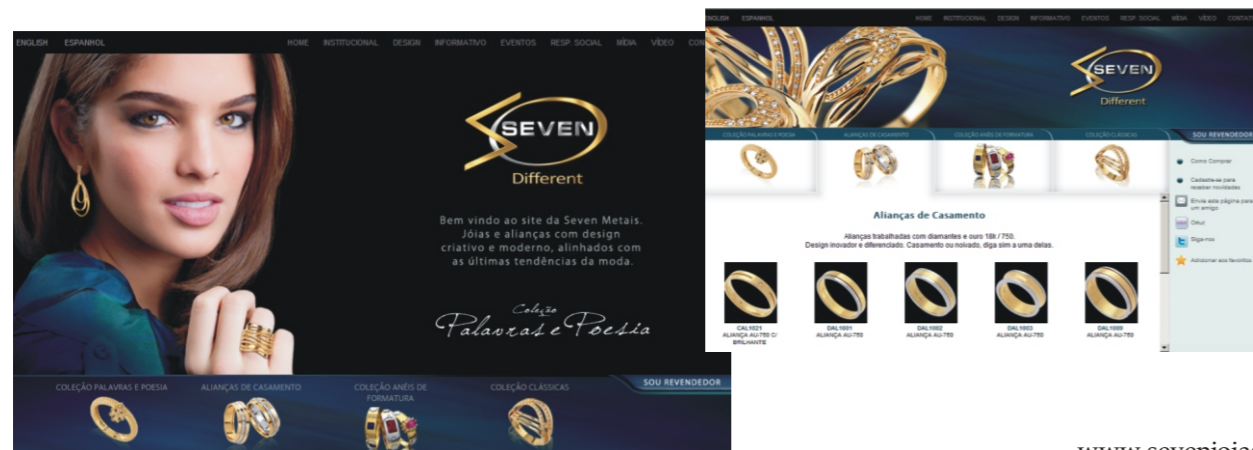 ENGLISH ESPANHOL HOME INSTITUCIONAL DESIGN INFORMATIVO EVENTOS RESP. SOCIAL MÍDIA VÍDEO CON
SEVEN
Different
Bem vindo ao site da Seven Metais.
Jóias e alianças com design
criativo e moderno, alinhados com
as últimas tendências da moda.
Coleção
Palavras e Poesia
COLEÇÃO PALAVRAS E POESIA ALIANÇAS DE CASAMENTO COLEÇÃO ANÉIS DE COLEÇÃO CLÁSSICAS SOU REVENDEDOR
FORMATURA
ENGLISH ESPANHOL HOME INSTITUCIONAL DESIGN INFORMATIVO EVENTOS RESP. SOCIAL MÍDIA VÍDEO CONTAT
SEVEN
Different
COLEÇÃO PALAVRAS E POESIA ALIANÇAS DE CASAMENTO COLEÇÃO ANÉIS DE FORMATURA COLEÇÃO CLÁSSICAS SOU REVENDEDOR
Como Comprar
Cadastre-se para
receber novidades
Envie esta página para
um amigo
Orkut
Siga-nos
Adicionar aos favoritos
Alianças de Casamento
Alianças trabalhadas com diamantes e ouro 18k / 750.
Design inovador e diferenciado. Casamento ou noivado, diga sim a uma delas.
CAL1021 DAL1001 DAL1002 DAL1003 DAL1009
ALIANÇA AU-750 C/ ALIANÇA AU-750 ALIANÇA AU-750 ALIANÇA AU-750 ALIANÇA AU-750
BRILHANTE